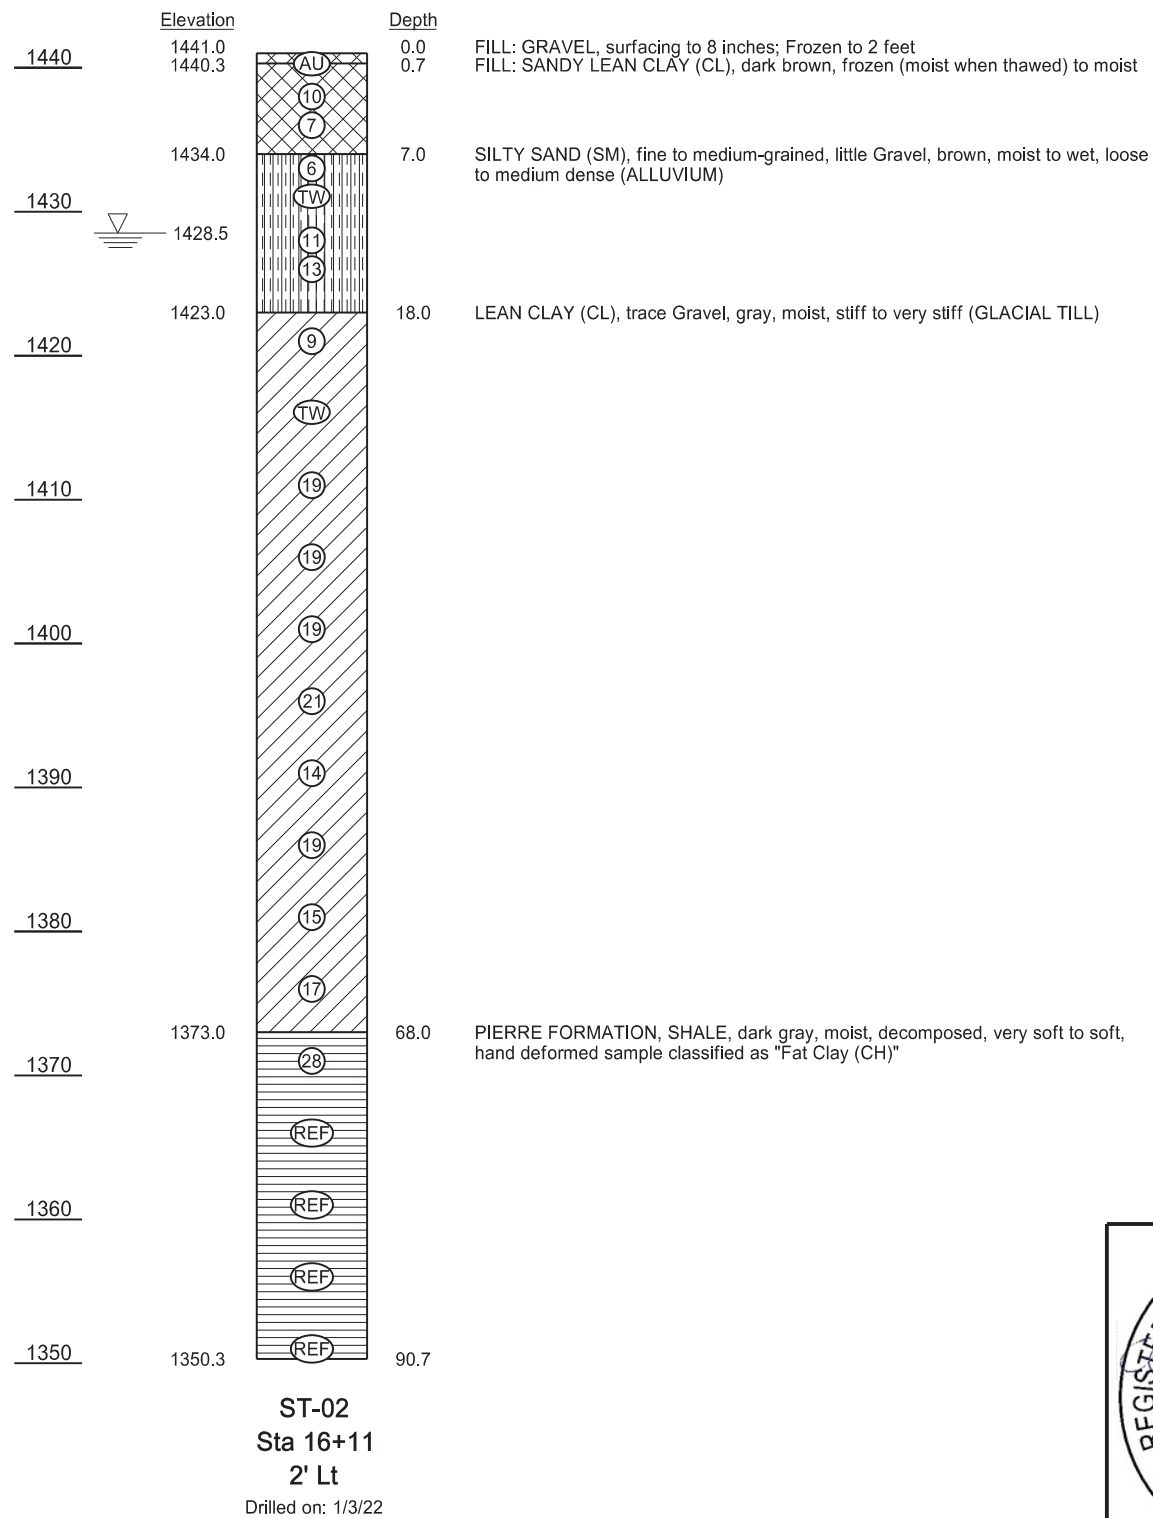 Elevation Depth
1441.0 0.0 FILL: GRAVEL, surfacing to 8 inches; Frozen to 2 feet
1440 1440.3 AU 0.7 FILL: SANDY LEAN CLAY (CL), dark brown, frozen (moist when thawed) to moist
10
7
1434.0 7.0 SILTY SAND (SM), fine to medium-grained, little Gravel, brown, moist to wet, loose
6 to medium dense (ALLUVIUM)
TW
1430
1428.5
11
13
1423.0 18.0 LEAN CLAY (CL), trace Gravel, gray, moist, stiff to very stiff (GLACIAL TILL)
9
1420
TW
19
1410
19
19
1400
21
14
1390
19
15
1380
17
1373.0 68.0 PIERRE FORMATION, SHALE, dark gray, moist, decomposed, very soft to soft,
28 hand deformed sample classified as "Fat Clay (CH)"
1370
REF
REF
1360
REF
REF
1350 1350.3 90.7
ST-02
Sta 16+11
2' Lt
Drilled on: 1/3/22